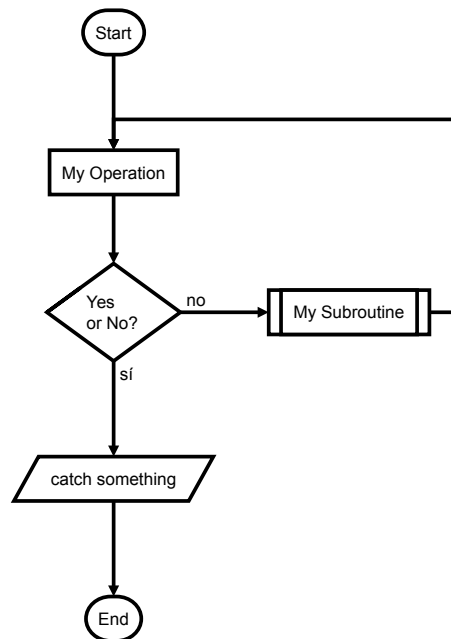 Start
My Operation
Yes
or No?
no
My Subroutine
sí
catch something
End